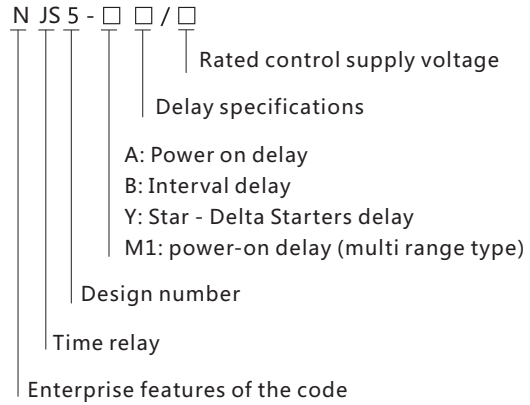 N JS 5 - □ □ / □
Rated control supply voltage
Delay specifications
A: Power on delay
B: Interval delay
Y: Star - Delta Starters delay
M1: power-on delay (multi range type)
Design number
Time relay
Enterprise features of the code